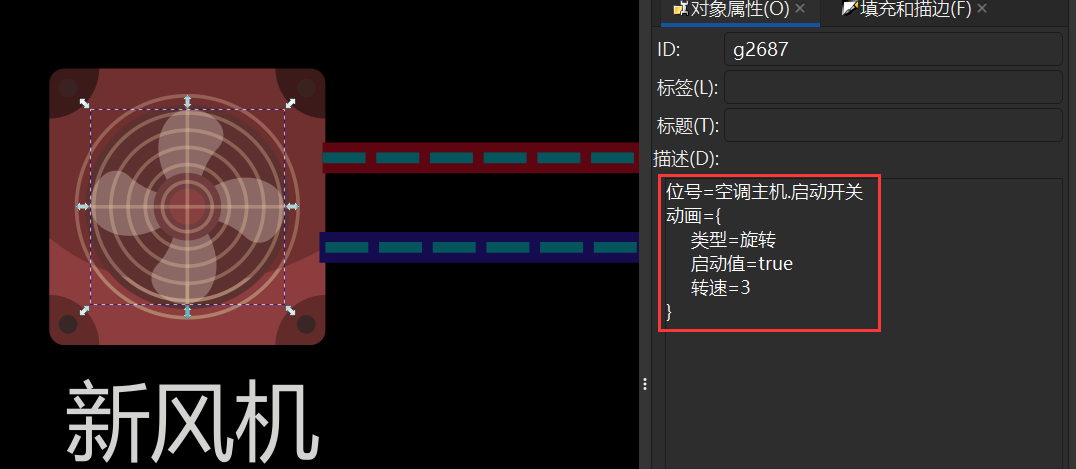 对象属性(O)
填充和描边(F)
ID:
g2687
标签(L):
标题(T):
描述(D):
位号=空调主机.启动开关
动画={
类型=旋转
启动值=true
转速=3
}
新风机